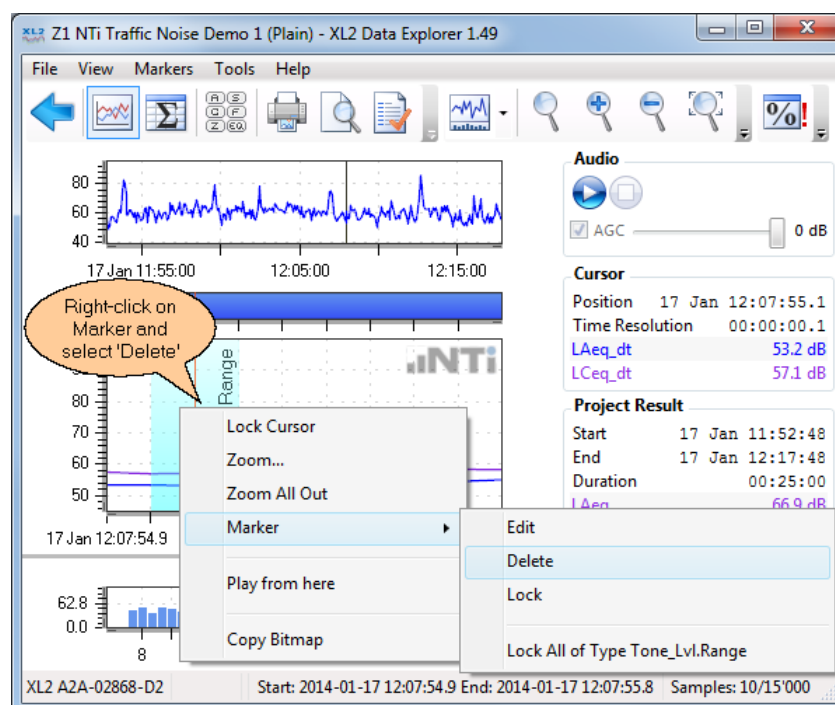 Z1 NTi Traffic Noise Demo 1 (Plain) - XL2 Data Explorer 1.49
File View Markers Tools Help
A S
C F
Z EQ
%!
Audio
AGC 0 dB
80
60
40
17 Jan 11:55:00 12:05:00 12:15:00
Cursor
Position 17 Jan 12:07:55.1
Time Resolution 00:00:00.1
LAeq_dt 53.2 dB
LCeq_dt 57.1 dB
Right-click on
Marker and
select 'Delete'
Range
NTi
80
70
60
50
17 Jan 12:07:54.9
Project Result
Start 17 Jan 11:52:48
End 17 Jan 12:17:48
Duration 00:25:00
LAeq 66.9 dB
Lock Cursor
Zoom...
Zoom All Out
Marker
Play from here
Copy Bitmap
Edit
Delete
Lock
Lock All of Type Tone_Lvl.Range
62.8
0.0
8
XL2 A2A-02868-D2 Start: 2014-01-17 12:07:54.9 End: 2014-01-17 12:07:55.8 Samples: 10/15'000